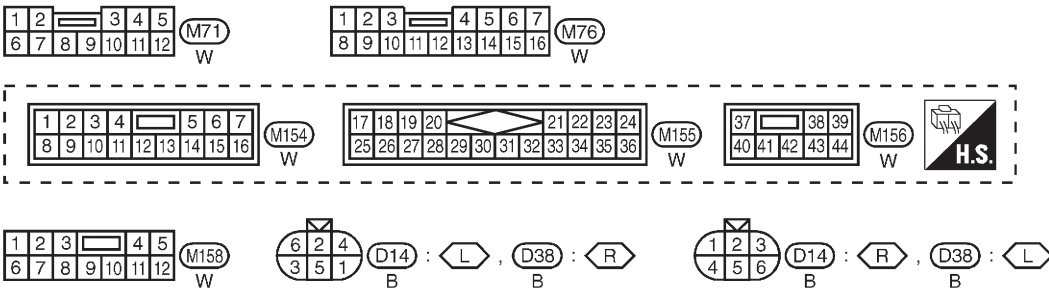 1 2 3 4 5
6 7 8 9 10 11 12
M71
W
1 2 3 4 5 6 7
8 9 10 11 12 13 14 15 16
M76
W
1 2 3 4 5 6 7
8 9 10 11 12 13 14 15 16
M154
W
17 18 19 20 21 22 23 24
25 26 27 28 29 30 31 32 33 34 35 36
M155
W
37 38 39
40 41 42 43 44
M156
W
H.S.
1 2 3 4 5
6 7 8 9 10 11 12
M158
W
6 2 4
3 5 1
D14 : L , D38 : R
B B
1 2 3
4 5 6
D14 : R , D38 : L
B B